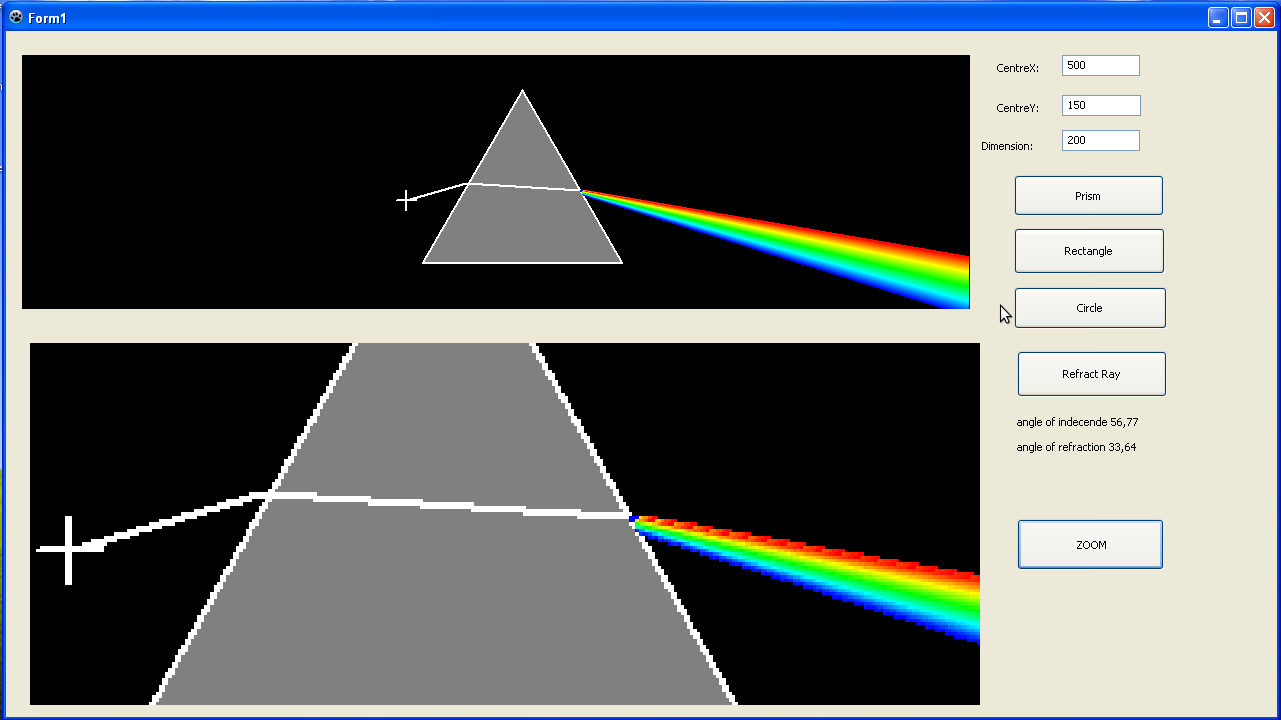 Form1
CentreX: 500
CentreY: 150
Dimension: 200
Prism
Rectangle
Circle
Refract Ray
angle of indecende 56,77
angle of refraction 33,64
ZOOM